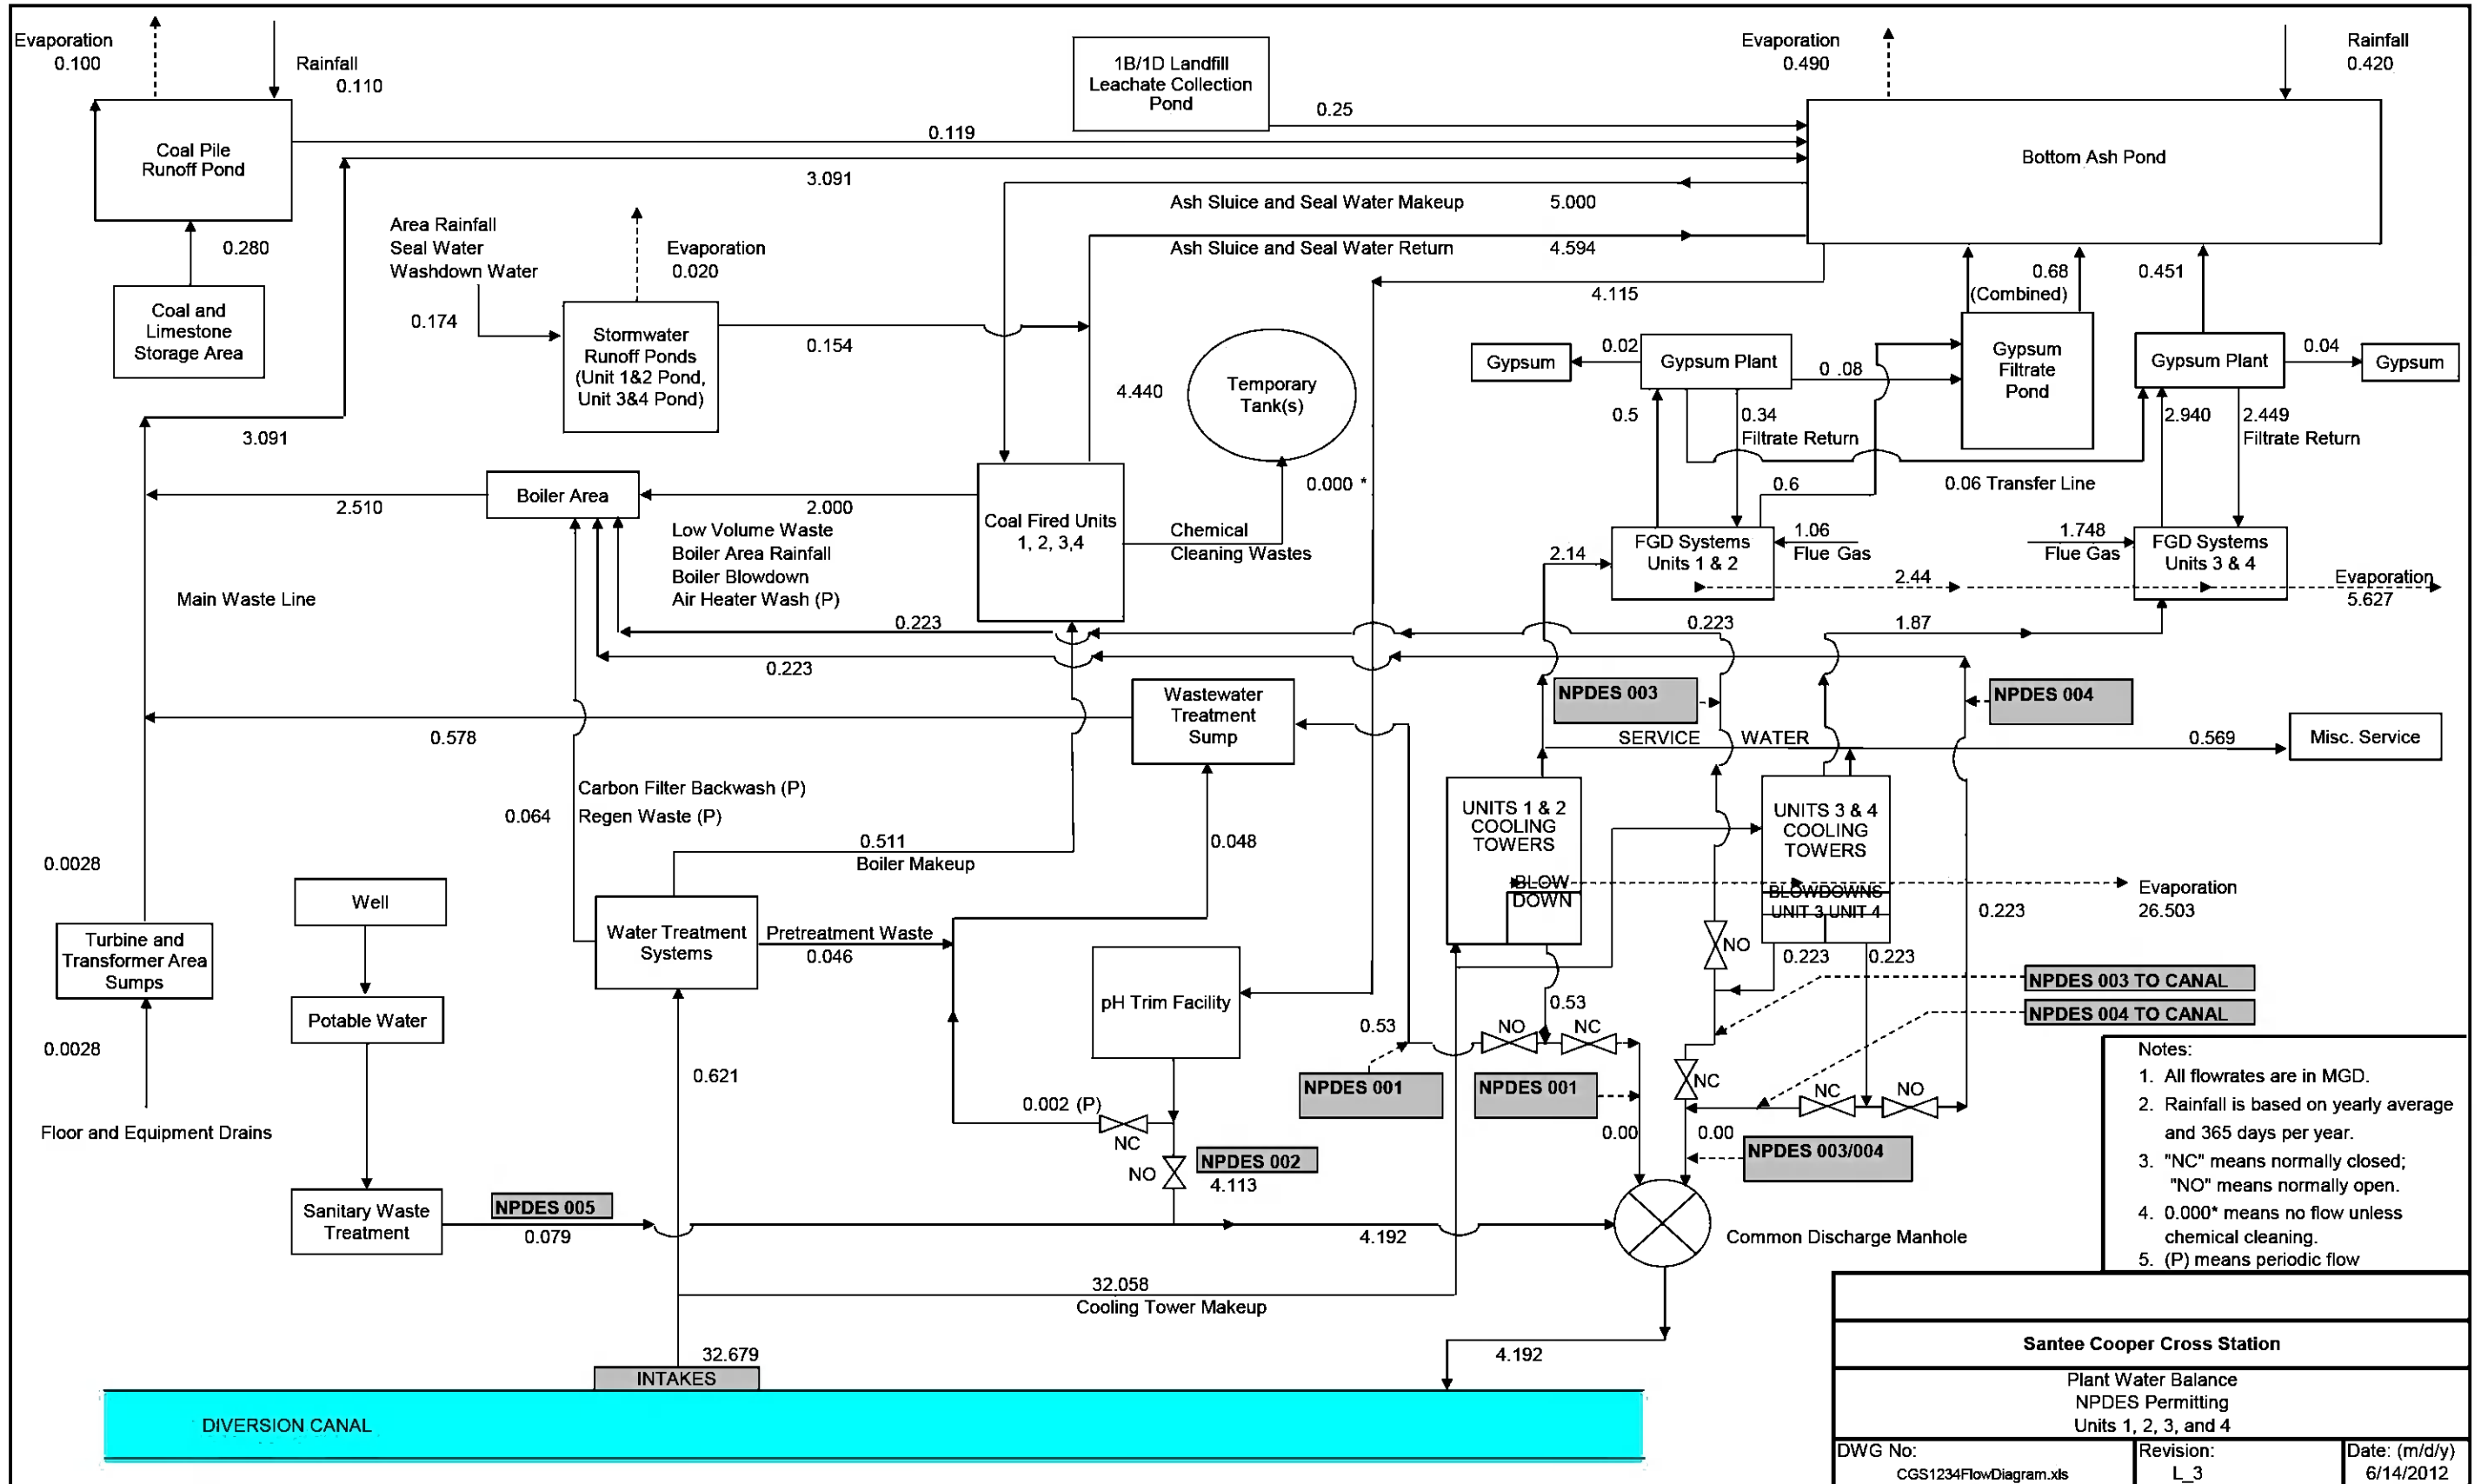 Evaporation
0.100
Rainfall
0.110
1B/1D Landfill
Leachate Collection
Pond
0.25
Evaporation
0.490
Rainfall
0.420
Coal Pile
Runoff Pond
0.119
3.091
Bottom Ash Pond
Ash Sluice and Seal Water Makeup
5.000
Ash Sluice and Seal Water Return
4.594
0.280
Coal and
Limestone
Storage Area
Area Rainfall
Seal Water
Washdown Water
0.174
Evaporation
0.020
Stormwater
Runoff Ponds
(Unit 1&2 Pond,
Unit 3&4 Pond)
0.154
4.440
Temporary
Tank(s)
4.115
0.68
(Combined)
0.451
Gypsum
0.02
Gypsum Plant
0 .08
Gypsum
Filtrate
Pond
Gypsum Plant
0.04
Gypsum
0.5
0.34
Filtrate Return
2.940
2.449
Filtrate Return
0.6
0.06 Transfer Line
3.091
2.510
Boiler Area
2.000
Low Volume Waste
Boiler Area Rainfall
Boiler Blowdown
Air Heater Wash (P)
Coal Fired Units
1, 2, 3,4
Chemical
Cleaning Wastes
0.000 *
2.14
FGD Systems
Units 1 & 2
1.06
Flue Gas
1.748
Flue Gas
FGD Systems
Units 3 & 4
2.44
Evaporation
5.627
Main Waste Line
0.223
0.223
0.223
1.87
Wastewater
Treatment
Sump
NPDES 003
NPDES 004
0.578
SERVICE WATER
0.569
Misc. Service
Carbon Filter Backwash (P)
0.064
Regen Waste (P)
0.511
Boiler Makeup
0.048
UNITS 1 & 2
COOLING
TOWERS
BLOW
DOWN
UNITS 3 & 4
COOLING
TOWERS
BLOWDOWNS
UNIT 3 UNIT 4
Evaporation
26.503
0.0028
Well
Turbine and
Transformer Area
Sumps
Water Treatment
Systems
Pretreatment Waste
0.046
pH Trim Facility
NO
0.223
0.223
0.223
NPDES 003 TO CANAL
NPDES 004 TO CANAL
Potable Water
0.0028
Floor and Equipment Drains
0.621
0.53
0.53
NO
NC
NPDES 001
NPDES 001
NC
NC
NO
0.002 (P)
NC
NO
NPDES 002
4.113
0.00
0.00
NPDES 003/004
Notes:
1. All flowrates are in MGD.
2. Rainfall is based on yearly average
and 365 days per year.
3. "NC" means normally closed;
"NO" means normally open.
4. 0.000* means no flow unless
chemical cleaning.
5. (P) means periodic flow
Sanitary Waste
Treatment
NPDES 005
0.079
4.192
Common Discharge Manhole
32.058
Cooling Tower Makeup
32.679
INTAKES
4.192
DIVERSION CANAL
Santee Cooper Cross Station
Plant Water Balance
NPDES Permitting
Units 1, 2, 3, and 4
DWG No:
CGS1234FlowDiagram.xls
Revision:
L_3
Date: (m/d/y)
6/14/2012